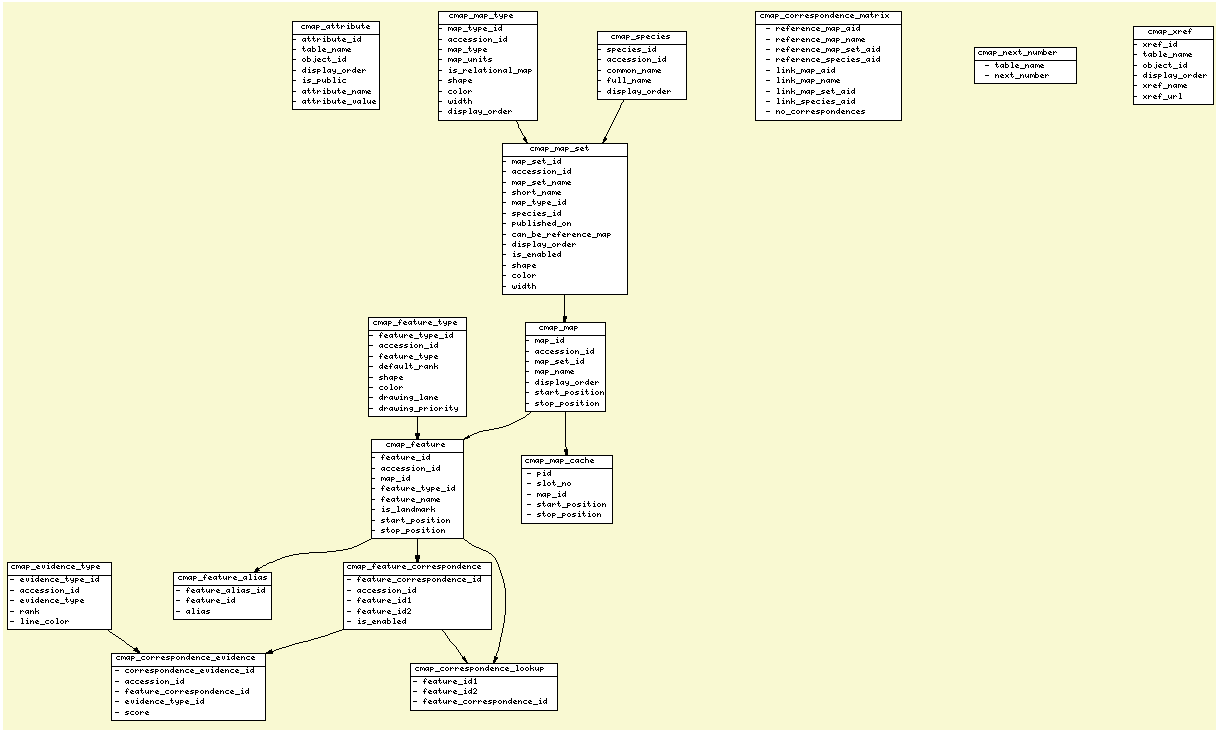 cmap_attribute
- attribute_id
- table_name
- object_id
- display_order
- is_public
- attribute_name
- attribute_value
cmap_map_type
- map_type_id
- accession_id
- map_type
- map_units
- is_relational_map
- shape
- color
- width
- display_order
cmap_species
- species_id
- accession_id
- common_name
- full_name
- display_order
cmap_correspondence_matrix
- reference_map_aid
- reference_map_name
- reference_map_set_aid
- reference_species_aid
- link_map_aid
- link_map_name
- link_map_set_aid
- link_species_aid
- no_correspondences
cmap_next_number
- table_name
- next_number
cmap_xref
- xref_id
- table_name
- object_id
- display_order
- xref_name
- xref_url
cmap_map_set
- map_set_id
- accession_id
- map_set_name
- short_name
- map_type_id
- species_id
- published_on
- can_be_reference_map
- display_order
- is_enabled
- shape
- color
- width
cmap_feature_type
- feature_type_id
- accession_id
- feature_type
- default_rank
- shape
- color
- drawing_lane
- drawing_priority
cmap_map
- map_id
- accession_id
- map_set_id
- map_name
- display_order
- start_position
- stop_position
cmap_feature
- feature_id
- accession_id
- map_id
- feature_type_id
- feature_name
- is_landmark
- start_position
- stop_position
cmap_map_cache
- pid
- slot_no
- map_id
- start_position
- stop_position
cmap_evidence_type
- evidence_type_id
- accession_id
- evidence_type
- rank
- line_color
cmap_feature_alias
- feature_alias_id
- feature_id
- alias
cmap_feature_correspondence
- feature_correspondence_id
- accession_id
- feature_id1
- feature_id2
- is_enabled
cmap_correspondence_evidence
- correspondence_evidence_id
- accession_id
- feature_correspondence_id
- evidence_type_id
- score
cmap_correspondence_lookup
- feature_id1
- feature_id2
- feature_correspondence_id